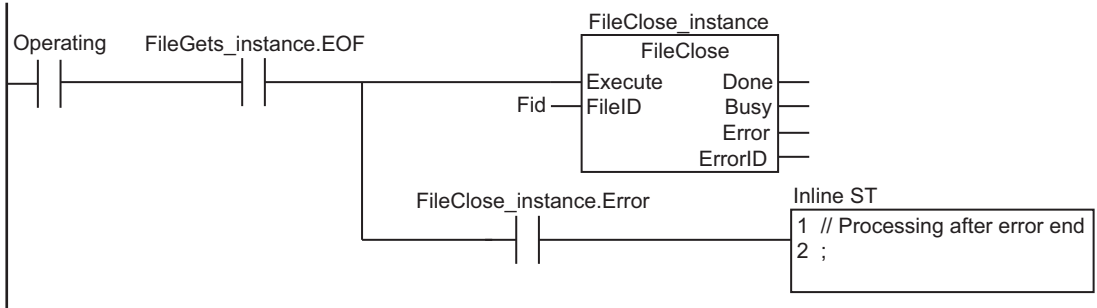 FileClose_instance
Operating
FileGets_instance.EOF
FileClose
Execute Done
Fid FileID Busy
Error
ErrorID
FileClose_instance.Error
Inline ST
1 // Processing after error end
2 ;